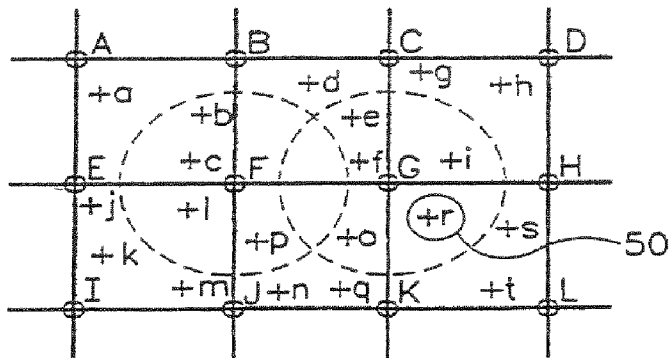 A B C D
+a +d +g +h
+b +e
E +c F +f G +i H
+j +l +r
+k +p +o +s 50
I +m J +n +q K +t L